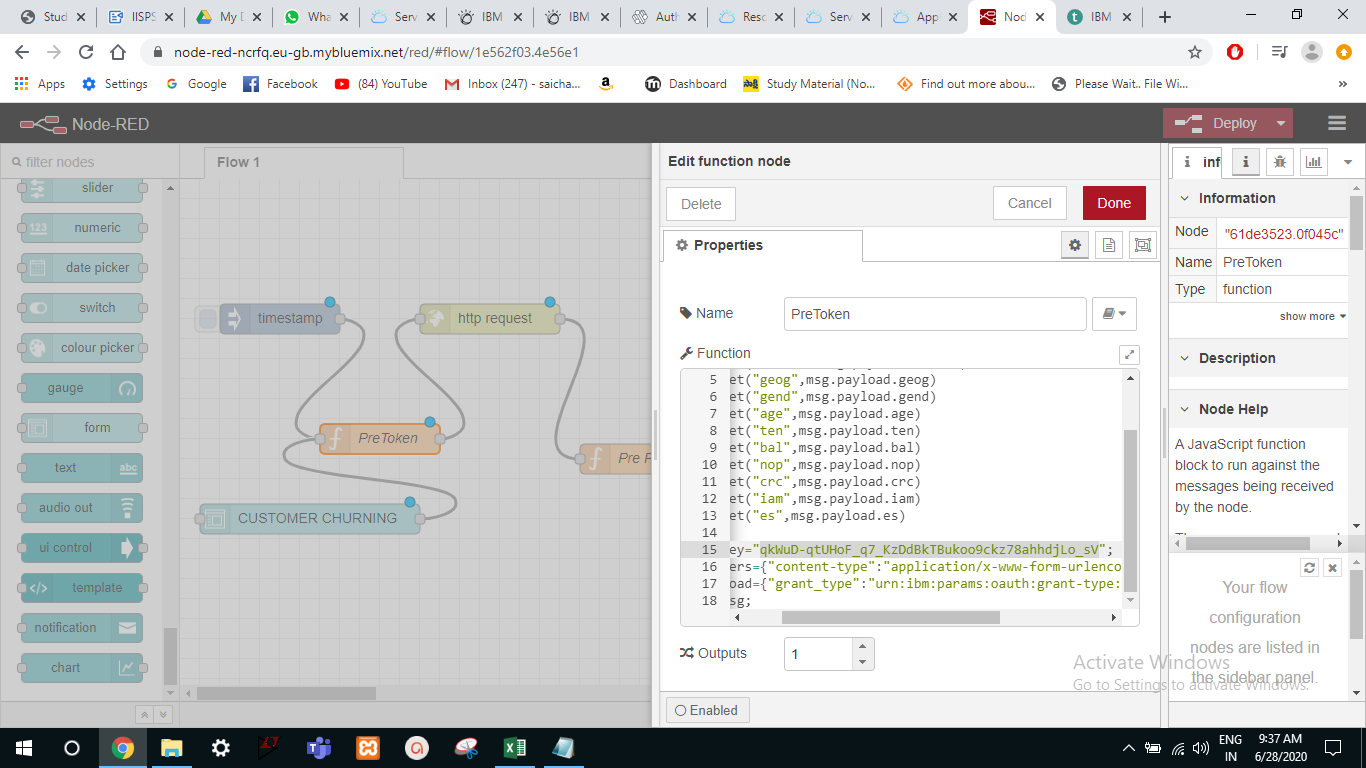 Stud
IISPS
My D
Wha
Serv
IBM
IBM
Auth
Resc
Serv
Appl
Nod
IBM
node-red-ncrfq.eu-gb.mybluemix.net/red/#flow/1e562f03.4e56e1
Apps
Settings
Google
Facebook
(84) YouTube
Inbox (247) - saicha...
Dashboard
Study Material (No...
Find out more abou...
Please Wait.. File Wi...
Node-RED
Deploy
filter nodes
Flow 1
slider
numeric
date picker
switch
colour picker
gauge
form
text
audio out
ui control
template
notification
chart
timestamp
http request
PreToken
Pre P
CUSTOMER CHURNING
Edit function node
Delete
Cancel
Done
Properties
Name
PreToken
Function
5 et("geog",msg.payload.geog)
6 et("gend",msg.payload.gend)
7 et("age",msg.payload.age)
8 et("ten",msg.payload.ten)
9 et("bal",msg.payload.bal)
10 et("nop",msg.payload.nop)
11 et("crc",msg.payload.crc)
12 et("iam",msg.payload.iam)
13 et("es",msg.payload.es)
14
15 ey="qkWuD-qtUHoF_q7_KzDdBkTBukoo9ckz78ahhdjLo_sV";
16 ers={"content-type":"application/x-www-form-urlenco
17 oad={"grant_type":"urn:ibm:params:oauth:grant-type:
18 sg;
Outputs
1
Enabled
inf
Information
Node "61de3523.0f045c"
Name PreToken
Type function
show more
Description
Node Help
A JavaScript function
block to run against the
messages being received
by the node.
Your flow
configuration
nodes are listed in
the sidebar panel.
Activate Windows
Go to Settings to activate Windows.
ENG
IN
9:37 AM
6/28/2020